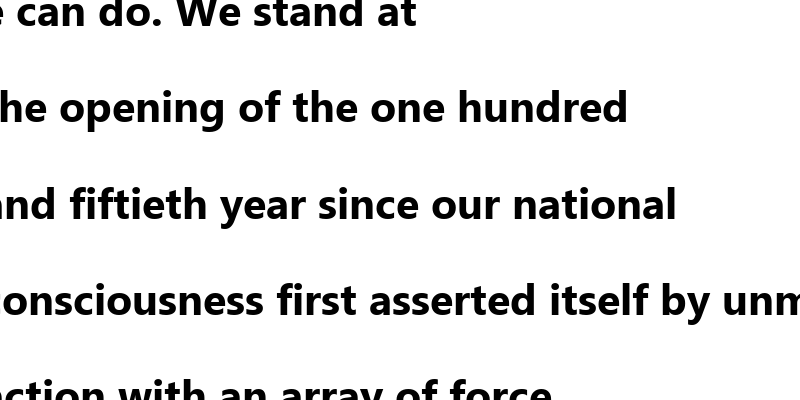 can do. We stand at
he opening of the one hundred
nd fiftieth year since our national
onsciousness first asserted itself by unm
ction with an array of force